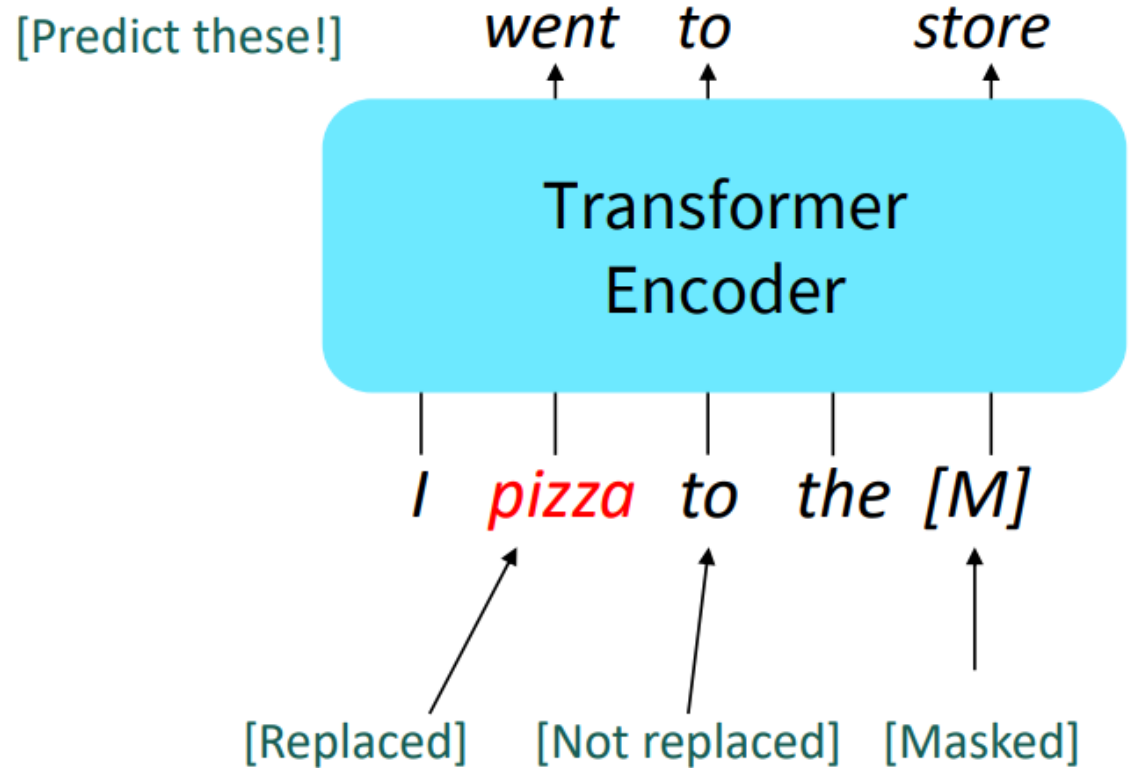 [Predict these!] went to store
Transformer
Encoder
I pizza to the [M]
[Replaced] [Not replaced] [Masked]